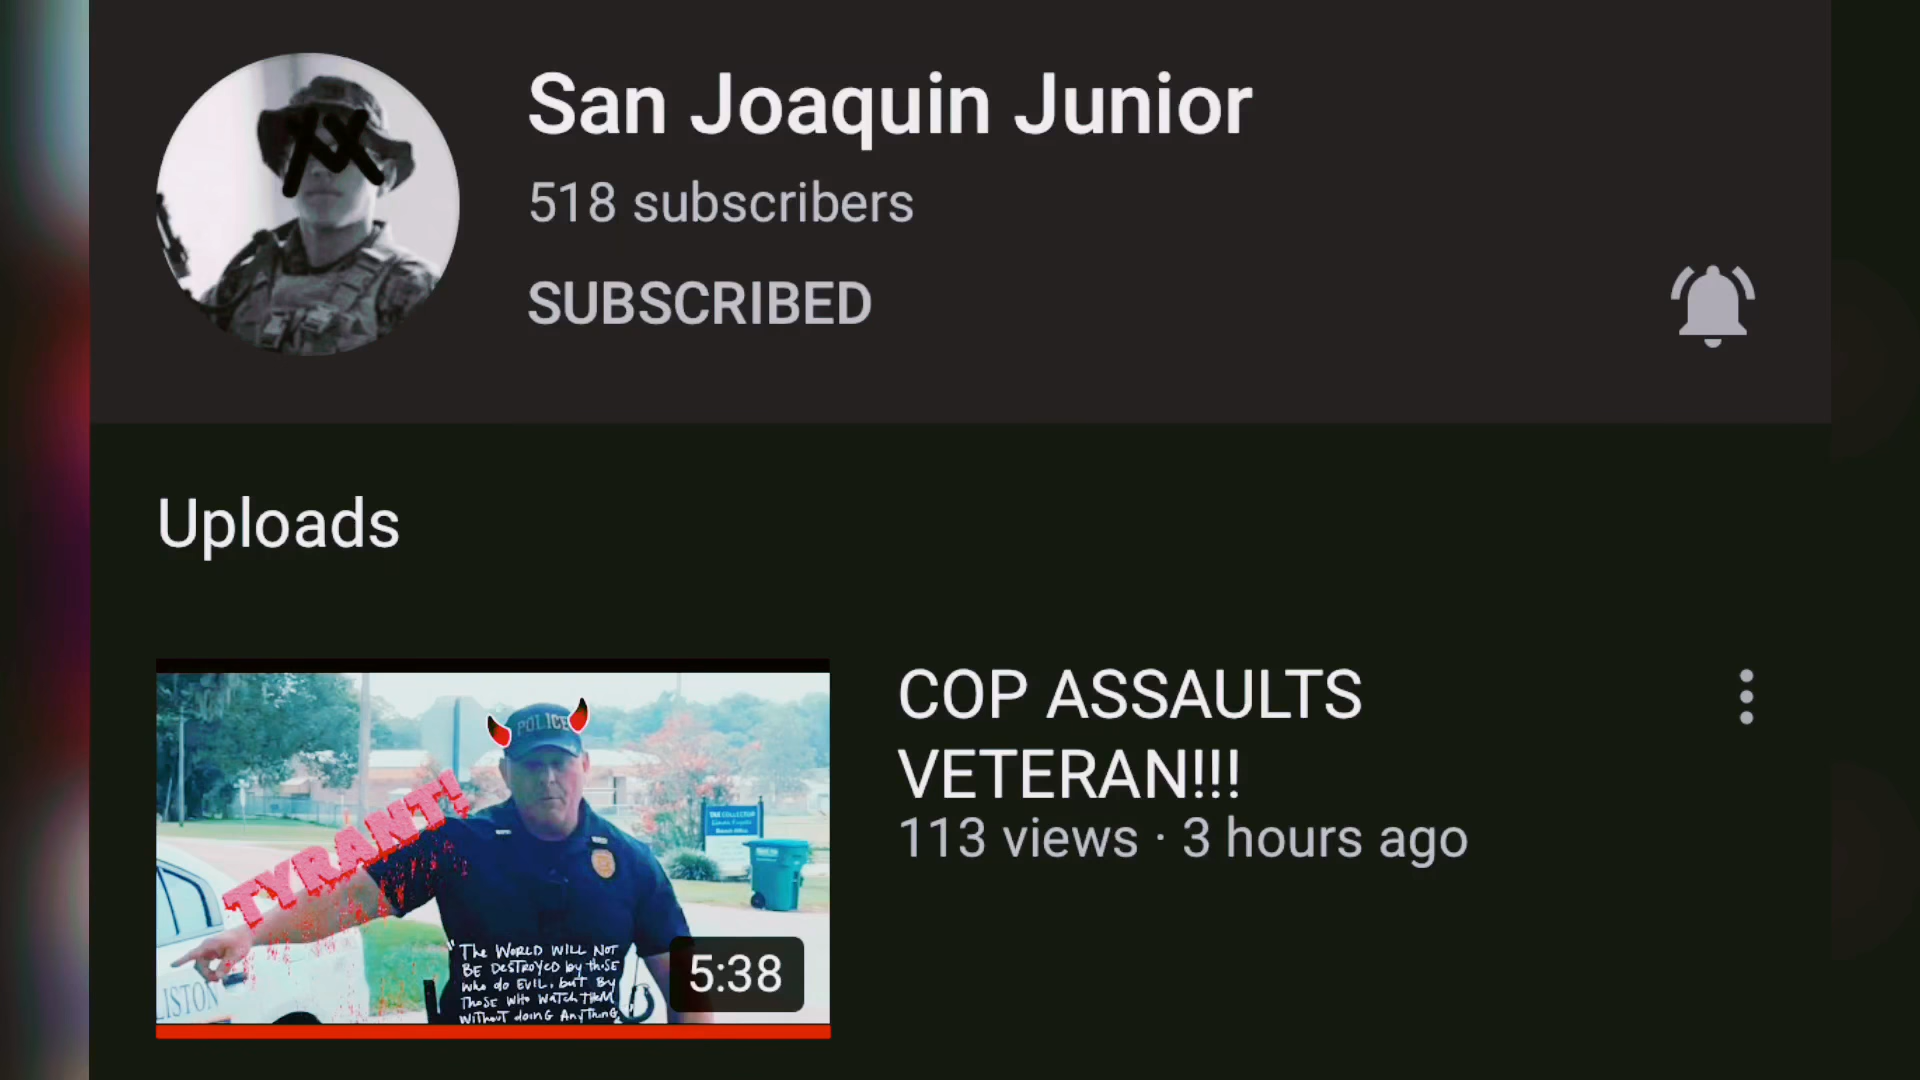 San Joaquin Junior
518 subscribers
SUBSCRIBED
Uploads
COP ASSAULTS
VETERAN!!!
113 views · 3 hours ago
POLICE
TYRANT!
TAX COLLECTOR
LISTON
"The WORLD WILL NOT
BE DESTROYED by thoSE
who do EVIL, but By
ThoSE WHo WATCh THEM
WiThouT doinG AnyThinG
5:38